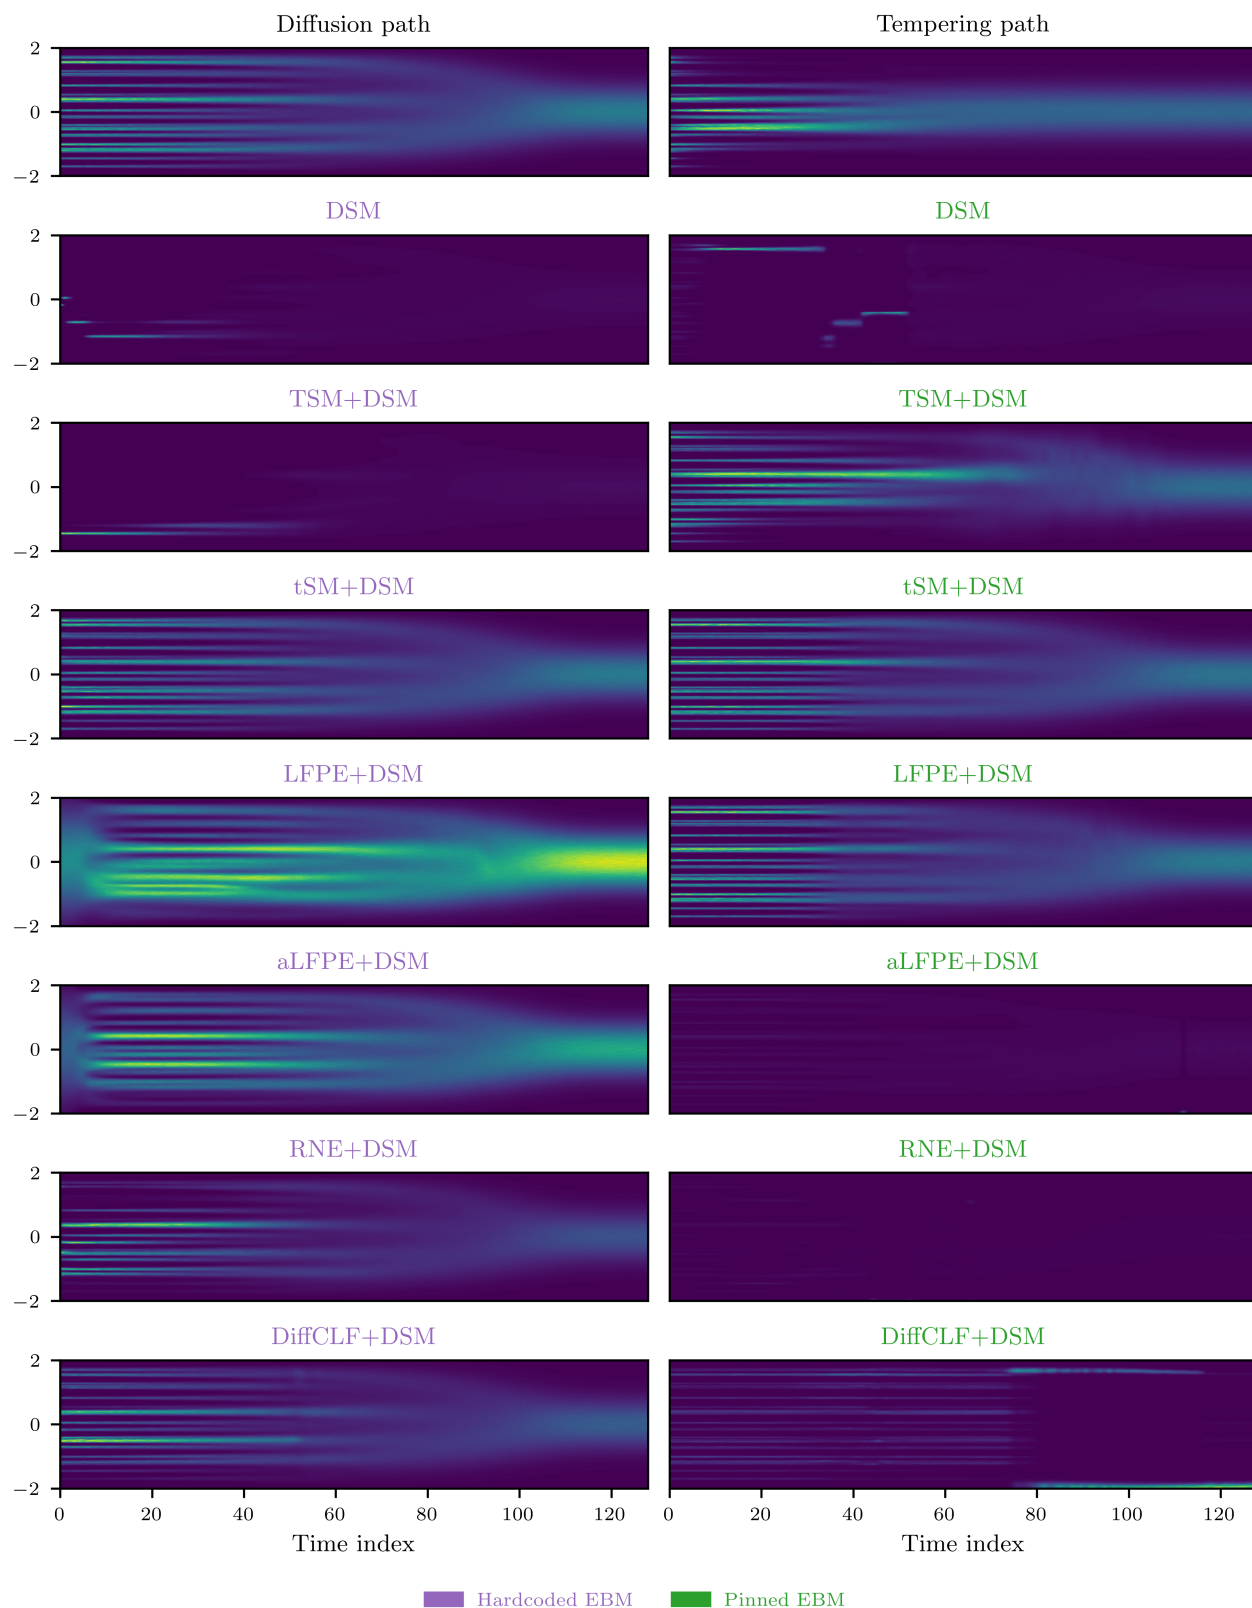 Diffusion path Tempering path
2
0
−2
DSM DSM
2
0
−2
TSM+DSM TSM+DSM
2
0
−2
tSM+DSM tSM+DSM
2
0
−2
LFPE+DSM LFPE+DSM
2
0
−2
aLFPE+DSM aLFPE+DSM
2
0
−2
RNE+DSM RNE+DSM
2
0
−2
DiffCLF+DSM DiffCLF+DSM
2
0
−2
0 20 40 60 80 100 120 0 20 40 60 80 100 120
Time index Time index
Hardcoded EBM Pinned EBM